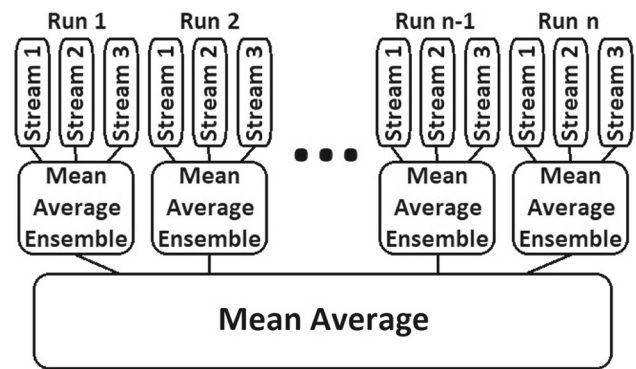 Run 1 Run 2 Run n-1 Run n
Stream 1 Stream 2 Stream 3 Stream 1 Stream 2 Stream 3 Stream 1 Stream 2 Stream 3 Stream 1 Stream 2 Stream 3
...
Mean Mean Mean Mean
Average Average Average Average
Ensemble Ensemble Ensemble Ensemble
Mean Average